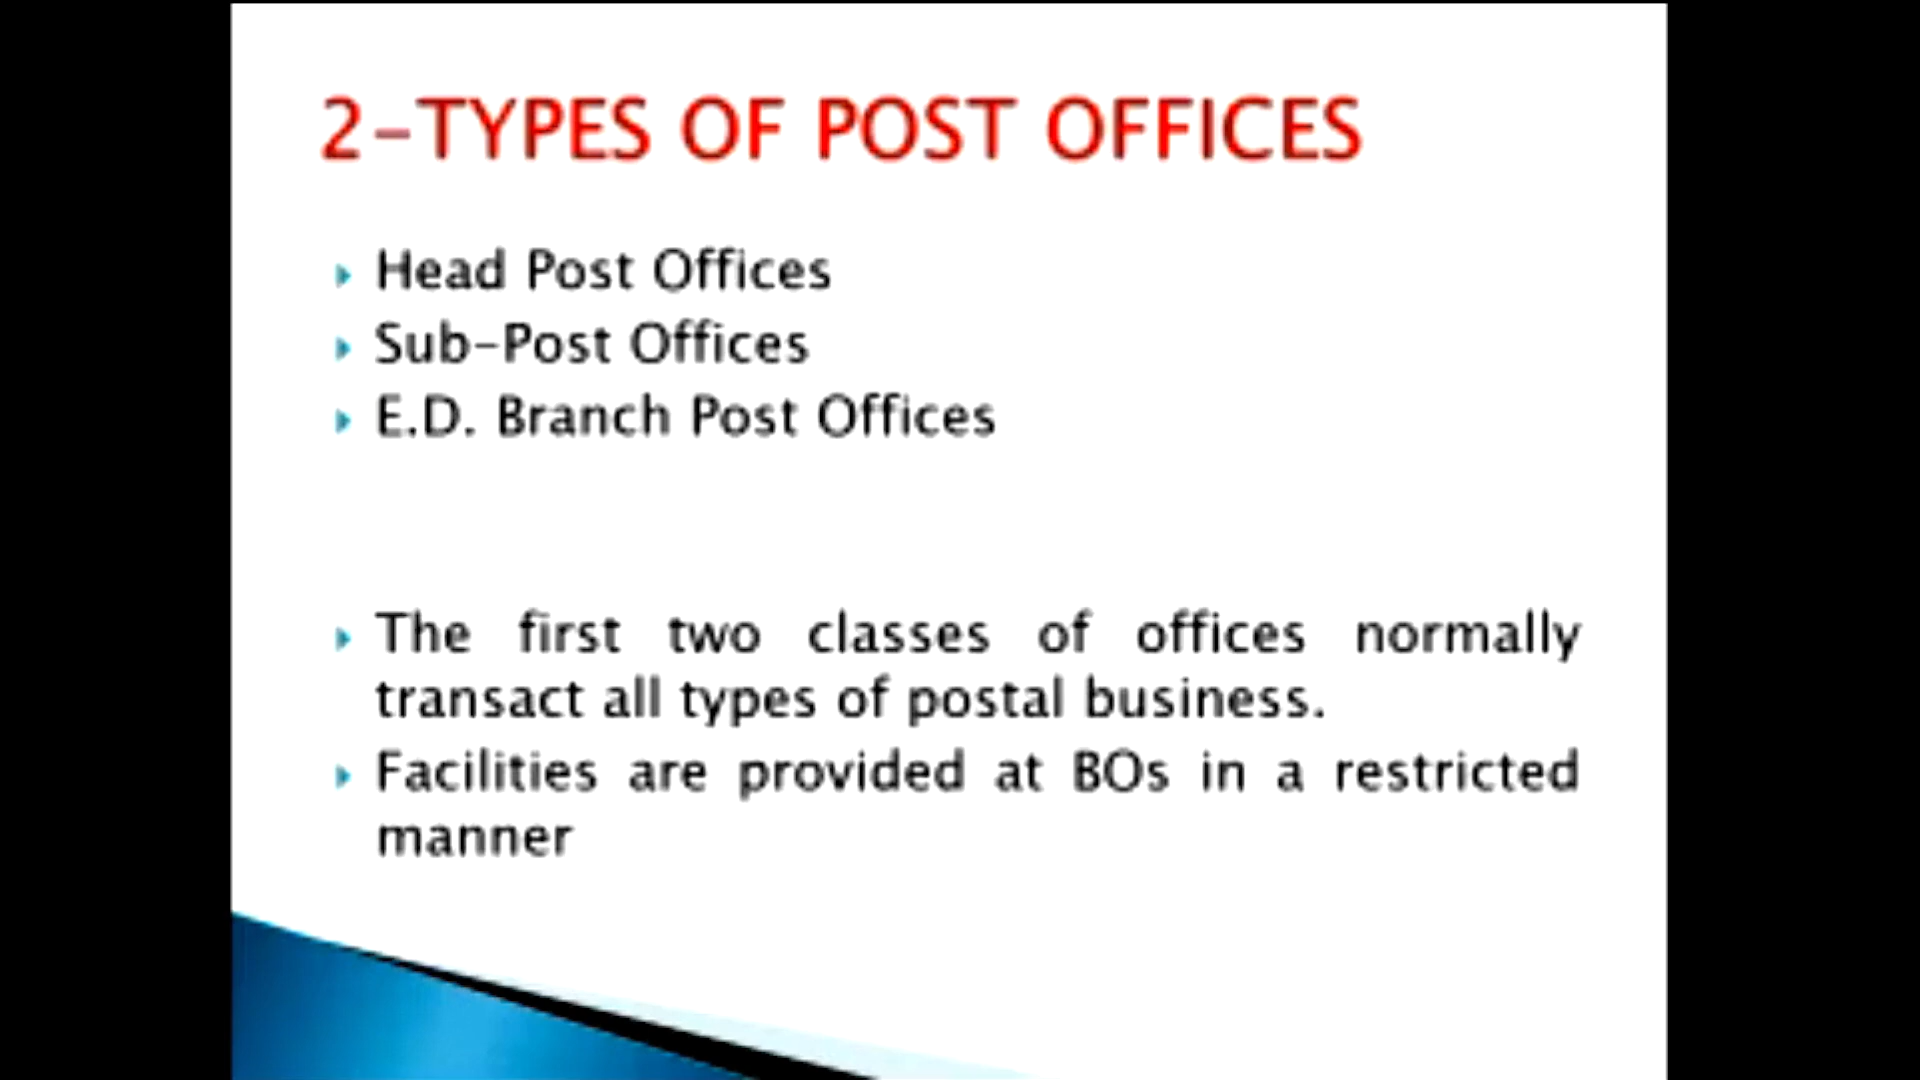 2-TYPES OF POST OFFICES
Head Post Offices
Sub-Post Offices
E.D. Branch Post Offices
The first two classes of offices normally
transact all types of postal business.
Facilities are provided at BOs in a restricted
manner